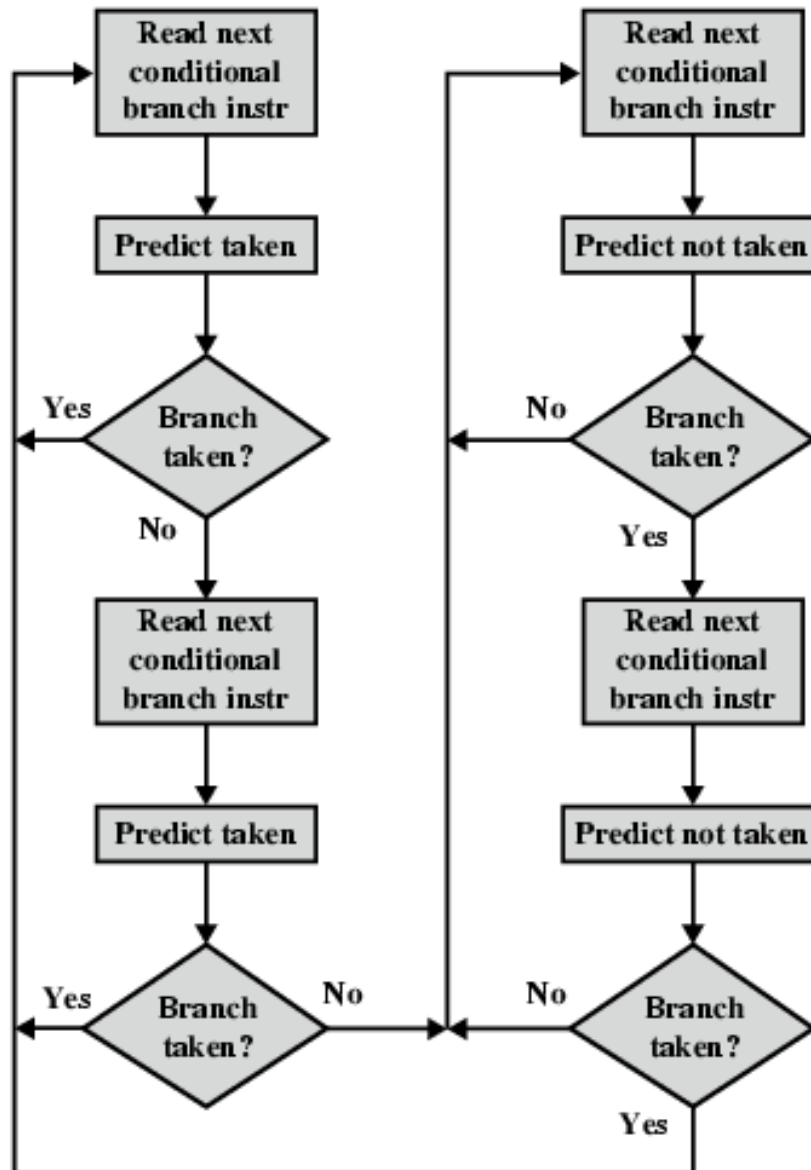 Read next
conditional
branch instr
Predict taken
Yes
Branch
taken?
No
Read next
conditional
branch instr
Predict taken
Yes
Branch
taken?
No
Read next
conditional
branch instr
Predict not taken
No
Branch
taken?
Yes
Read next
conditional
branch instr
Predict not taken
No
Branch
taken?
Yes